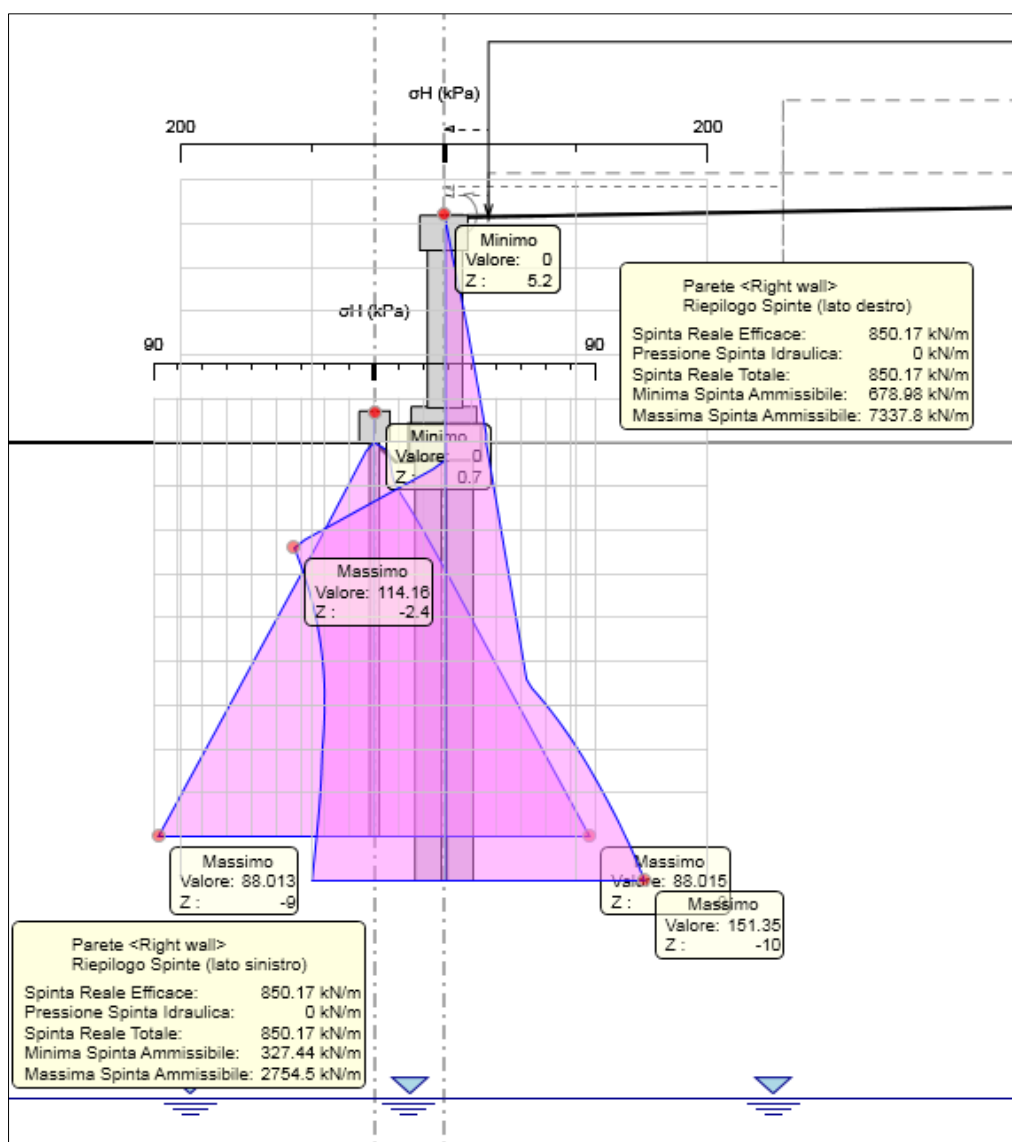 σH (kPa)
200 200
Minimo
Valore: 0
Z : 5.2
Parete <Right wall>
Riepilogo Spinte (lato destro)
Spinta Reale Efficace: 850.17 kN/m
Pressione Spinta Idraulica: 0 kN/m
Spinta Reale Totale: 850.17 kN/m
Minima Spinta Ammissibile: 678.98 kN/m
Massima Spinta Ammissibile: 7337.8 kN/m
σH (kPa)
90 90
Minimo
Valore: 0
Z : 0.7
Massimo
Valore: 114.16
Z : -2.4
Massimo
Valore: 88.013
Z : -9
Massimo
Valore: 88.015
Z :
Massimo
Valore: 151.35
Z : -10
Parete <Right wall>
Riepilogo Spinte (lato sinistro)
Spinta Reale Efficace: 850.17 kN/m
Pressione Spinta Idraulica: 0 kN/m
Spinta Reale Totale: 850.17 kN/m
Minima Spinta Ammissibile: 327.44 kN/m
Massima Spinta Ammissibile: 2754.5 kN/m